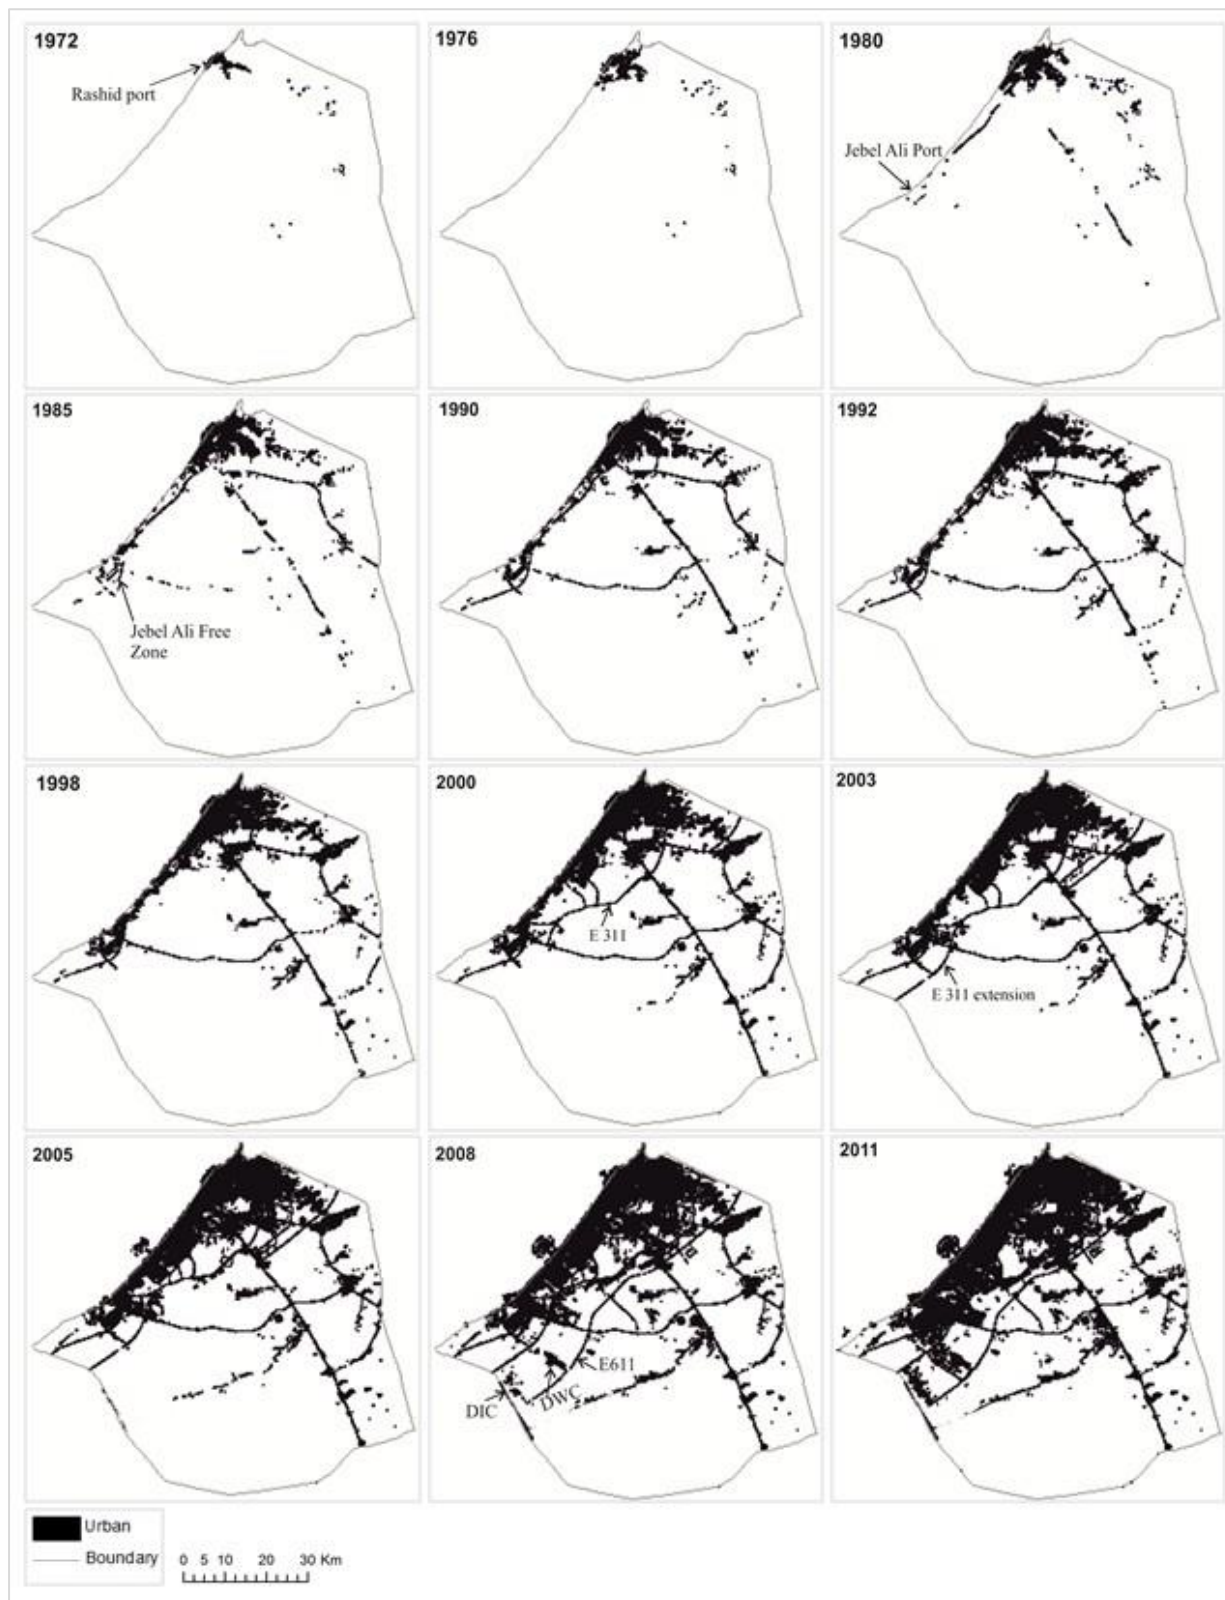 1972
Rashid port
1976
1980
Jebel Ali Port
1985
Jebel Ali Free
Zone
1990
1992
1998
2000
E 311
2003
E 311 extension
2005
2008
E611
DWC
DIC
2011
Urban
Boundary
0 5 10 20 30 Km